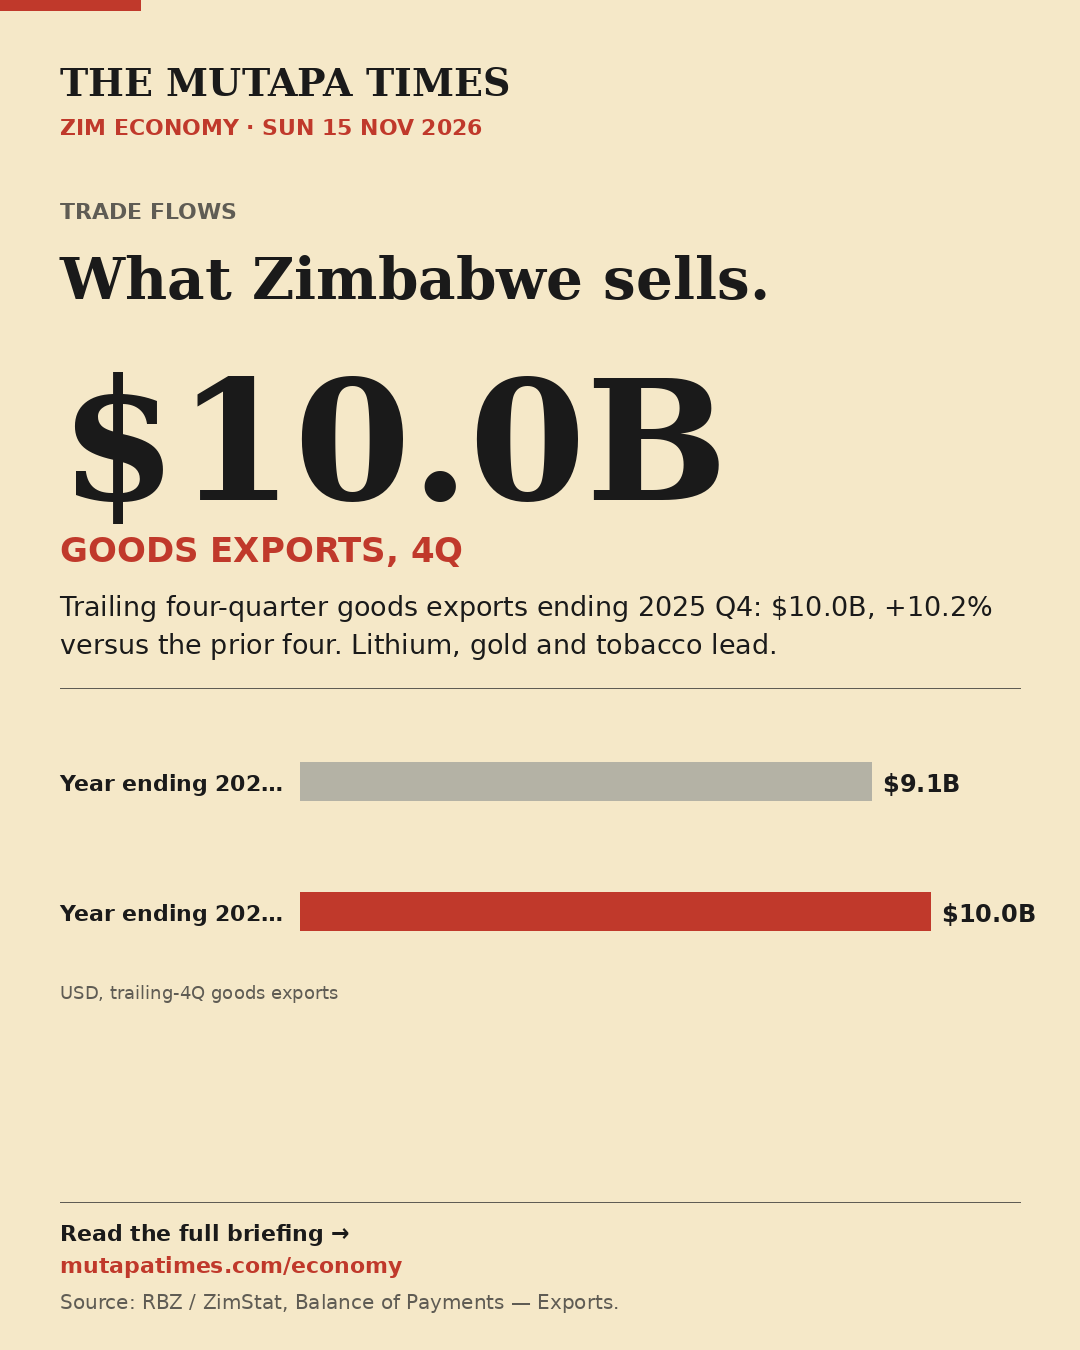 THE MUTAPA TIMES
ZIM ECONOMY · SUN 15 NOV 2026
TRADE FLOWS
What Zimbabwe sells.
$10.0B
GOODS EXPORTS, 4Q
Trailing four-quarter goods exports ending 2025 Q4: $10.0B, +10.2%
versus the prior four. Lithium, gold and tobacco lead.
Year ending 202… $9.1B
Year ending 202… $10.0B
USD, trailing-4Q goods exports
Read the full briefing →
mutapatimes.com/economy
Source: RBZ / ZimStat, Balance of Payments — Exports.